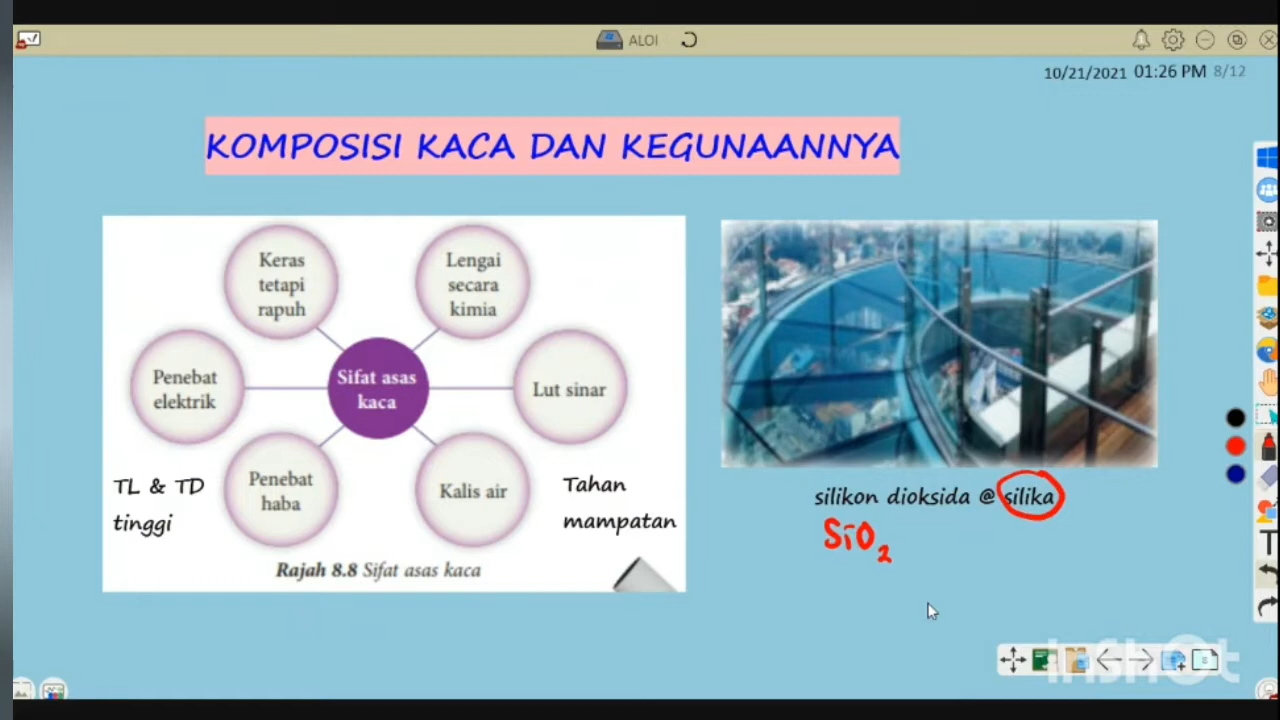 ALOI
10/21/2021 01:26 PM 8/12
KOMPOSISI KACA DAN KEGUNAANNYA
Keras
tetapi
rapuh
Lengai
secara
kimia
Penebat
elektrik
Sifat asas
kaca
Lut sinar
Penebat
haba
Kalis air
TL & TD
tinggi
Tahan
mampatan
Rajah 8.8 Sifat asas kaca
silikon dioksida @ silika
SiO2
InShOt